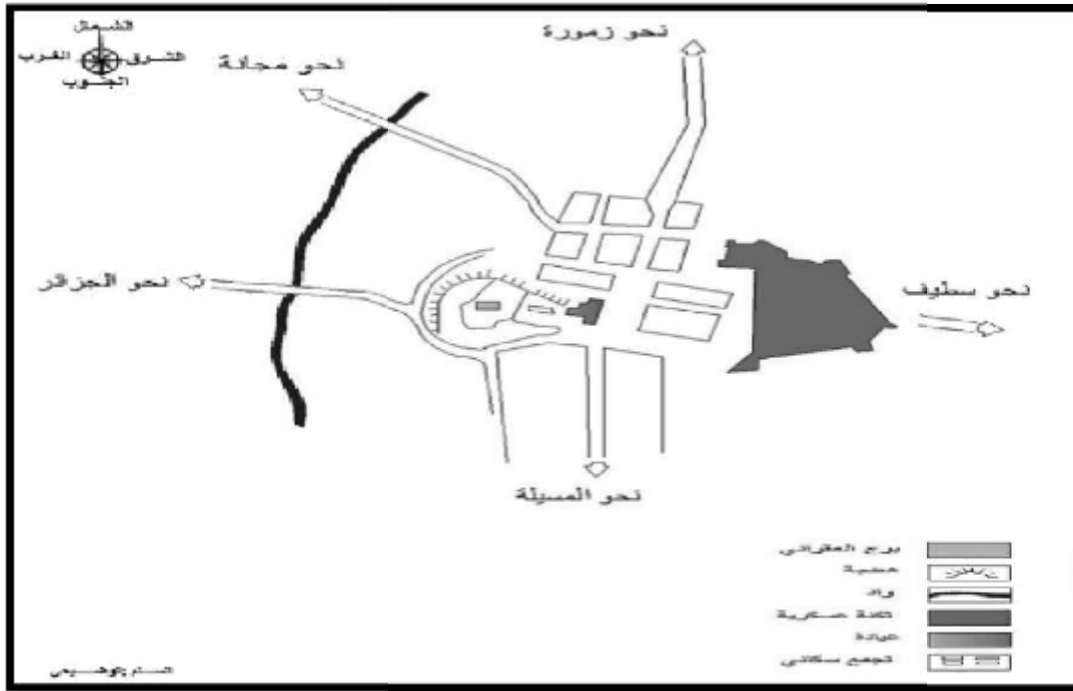 الشمال
الشرق
الغرب
الجنوب
نحو زمورة
نحو مجانة
نحو الجزائر
نحو سطيف
نحو المسيلة
برج المقراني
هضبة
واد
ثكنة عسكرية
عيادة
تجمع سكاني